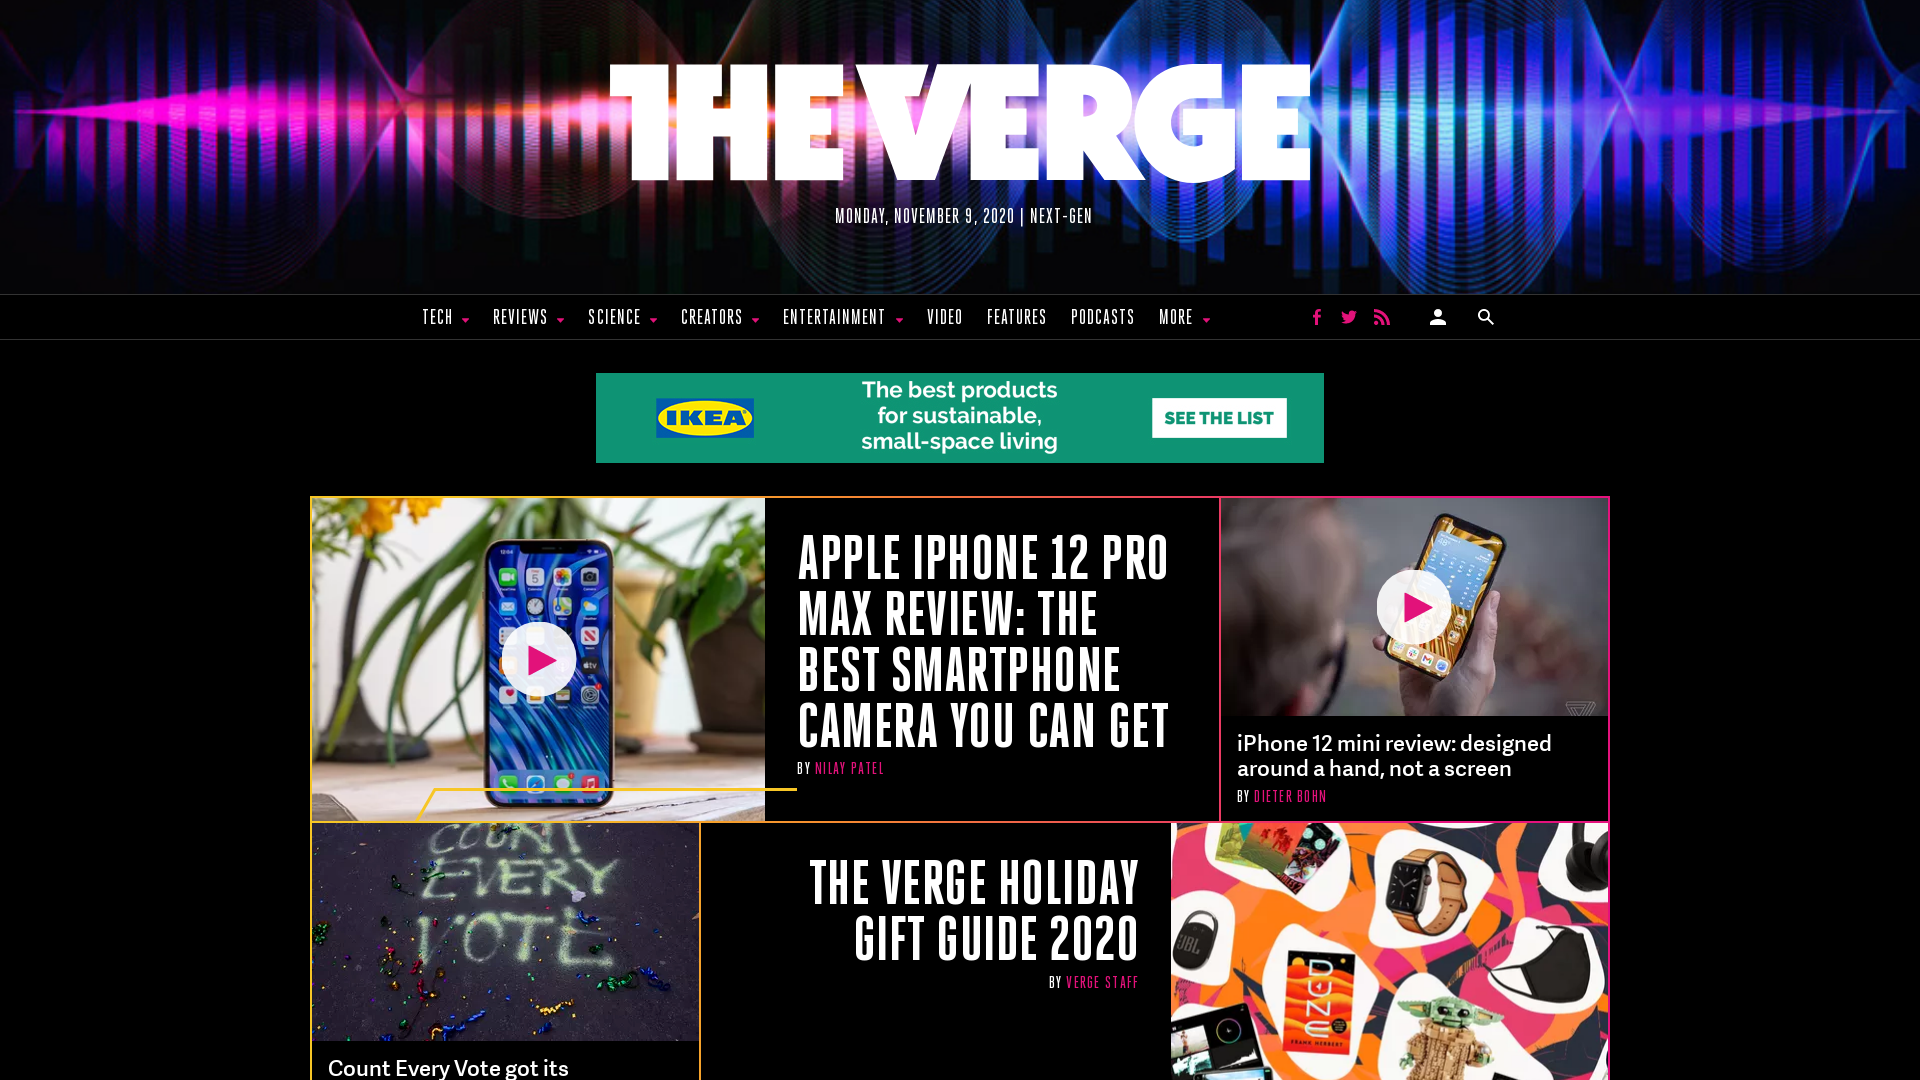 THE VERGE
MONDAY, NOVEMBER 9, 2020 | NEXT-GEN
TECH REVIEWS SCIENCE CREATORS ENTERTAINMENT VIDEO FEATURES PODCASTS MORE
IKEA
The best products
for sustainable,
small-space living
SEE THE LIST
APPLE IPHONE 12 PRO
MAX REVIEW: THE
BEST SMARTPHONE
CAMERA YOU CAN GET
BY NILAY PATEL
iPhone 12 mini review: designed
around a hand, not a screen
BY DIETER BOHN
COUNT
EVERY
VOTE
Count Every Vote got its
THE VERGE HOLIDAY
GIFT GUIDE 2020
BY VERGE STAFF
JBL
DUNE
FRANK HERBERT